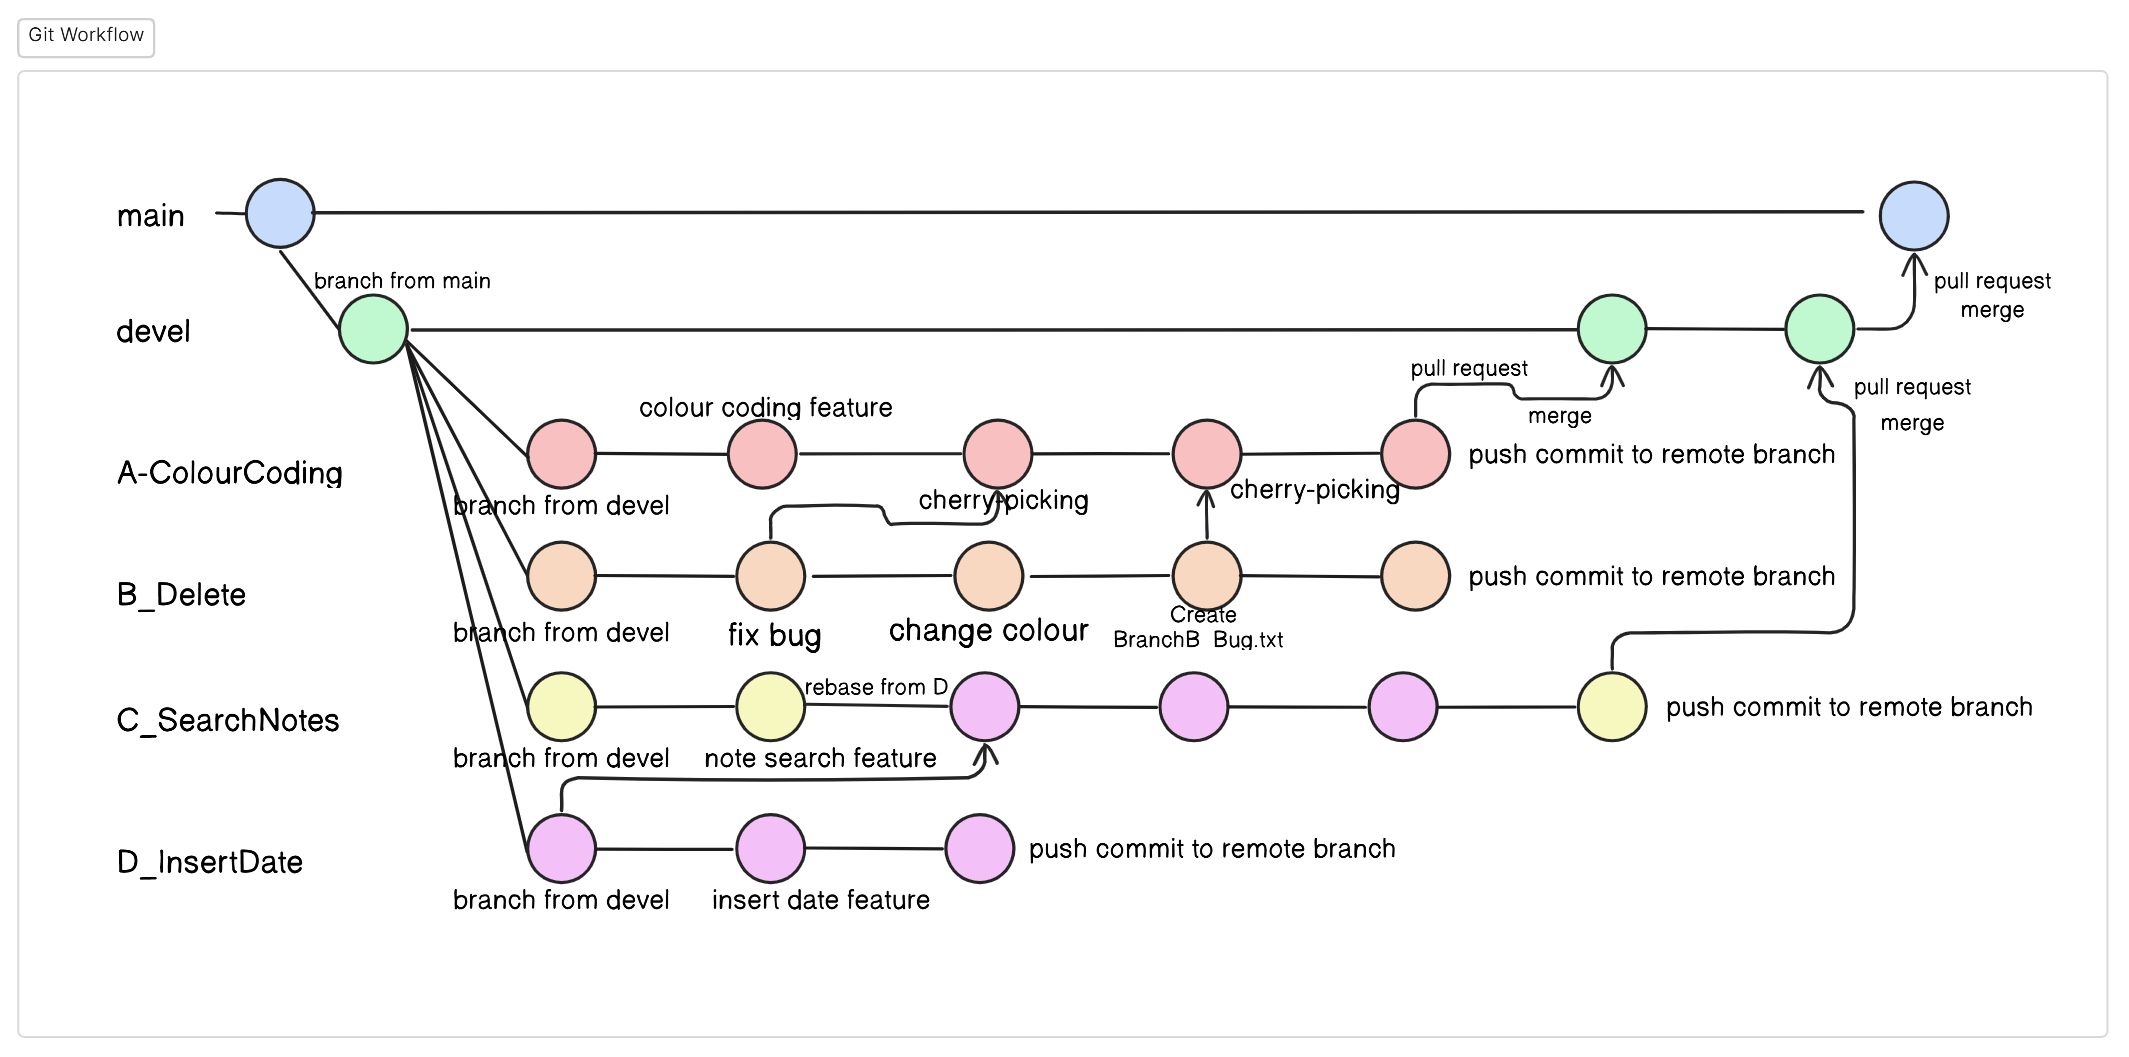 Git Workflow
main
branch from main
pull request
merge
devel
pull request
merge
pull request
merge
colour coding feature
A-ColourCoding
push commit to remote branch
branch from devel
cherry-picking
cherry-picking
B_Delete
push commit to remote branch
branch from devel
fix bug
change colour
Create
BranchB_Bug.txt
rebase from D
C_SearchNotes
push commit to remote branch
branch from devel
note search feature
D_InsertDate
push commit to remote branch
branch from devel
insert date feature